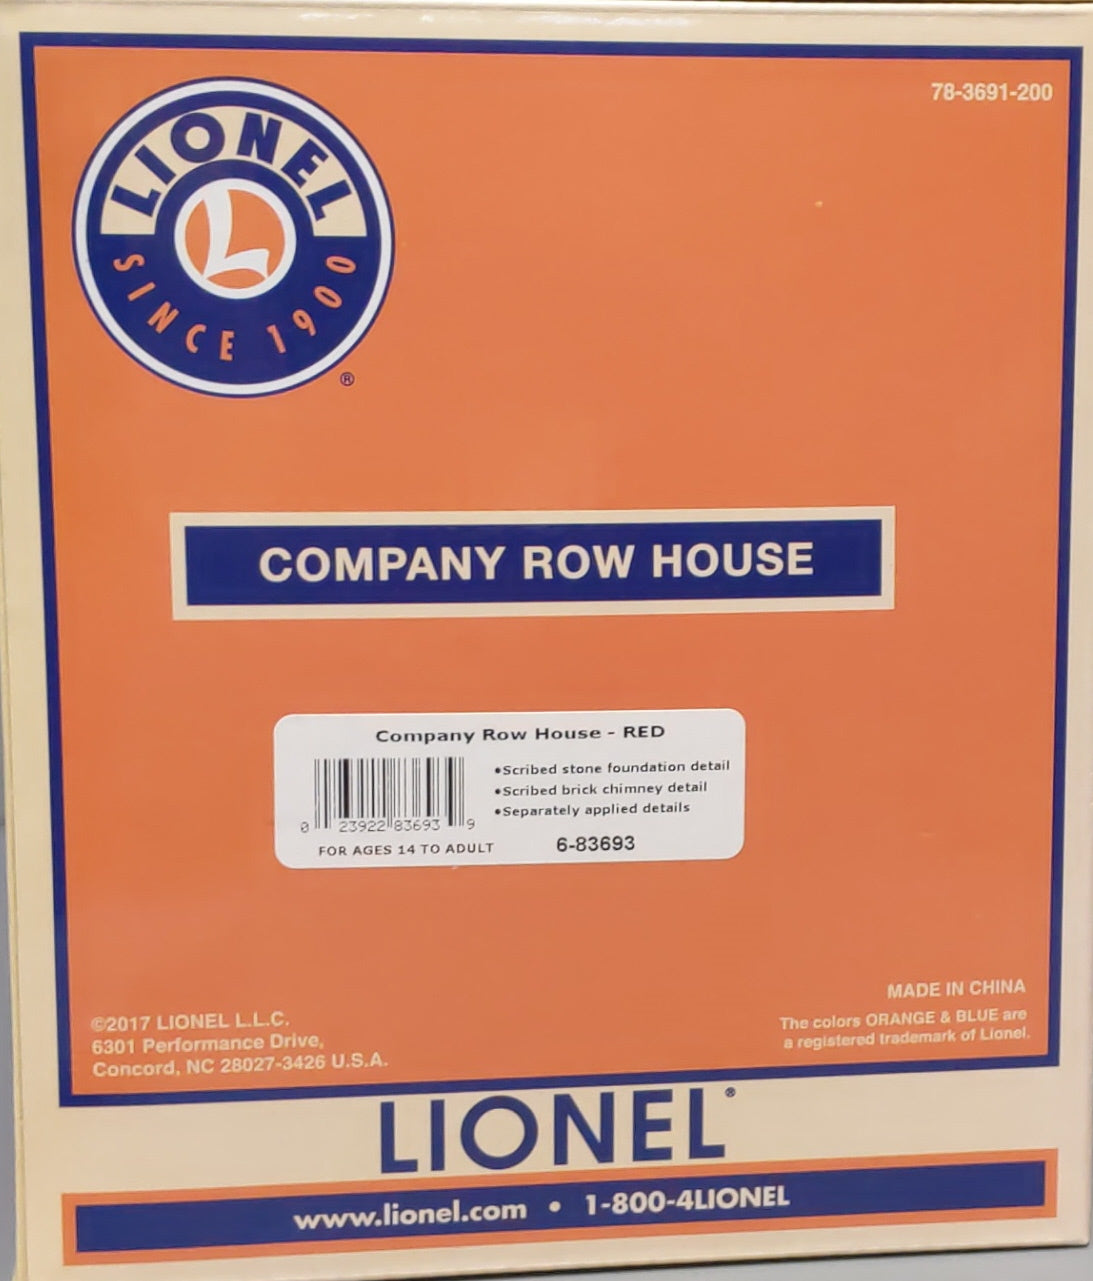 78-3691-200
LIONEL
L
SINCE 1900
®
COMPANY ROW HOUSE
Company Row House - RED
•Scribed stone foundation detail
•Scribed brick chimney detail
•Separately applied details
0 23922 83693 9
FOR AGES 14 TO ADULT
6-83693
MADE IN CHINA
©2017 LIONEL L.L.C.
6301 Performance Drive,
Concord, NC 28027-3426 U.S.A.
The colors ORANGE & BLUE are
a registered trademark of Lionel.
LIONEL®
www.lionel.com • 1-800-4LIONEL